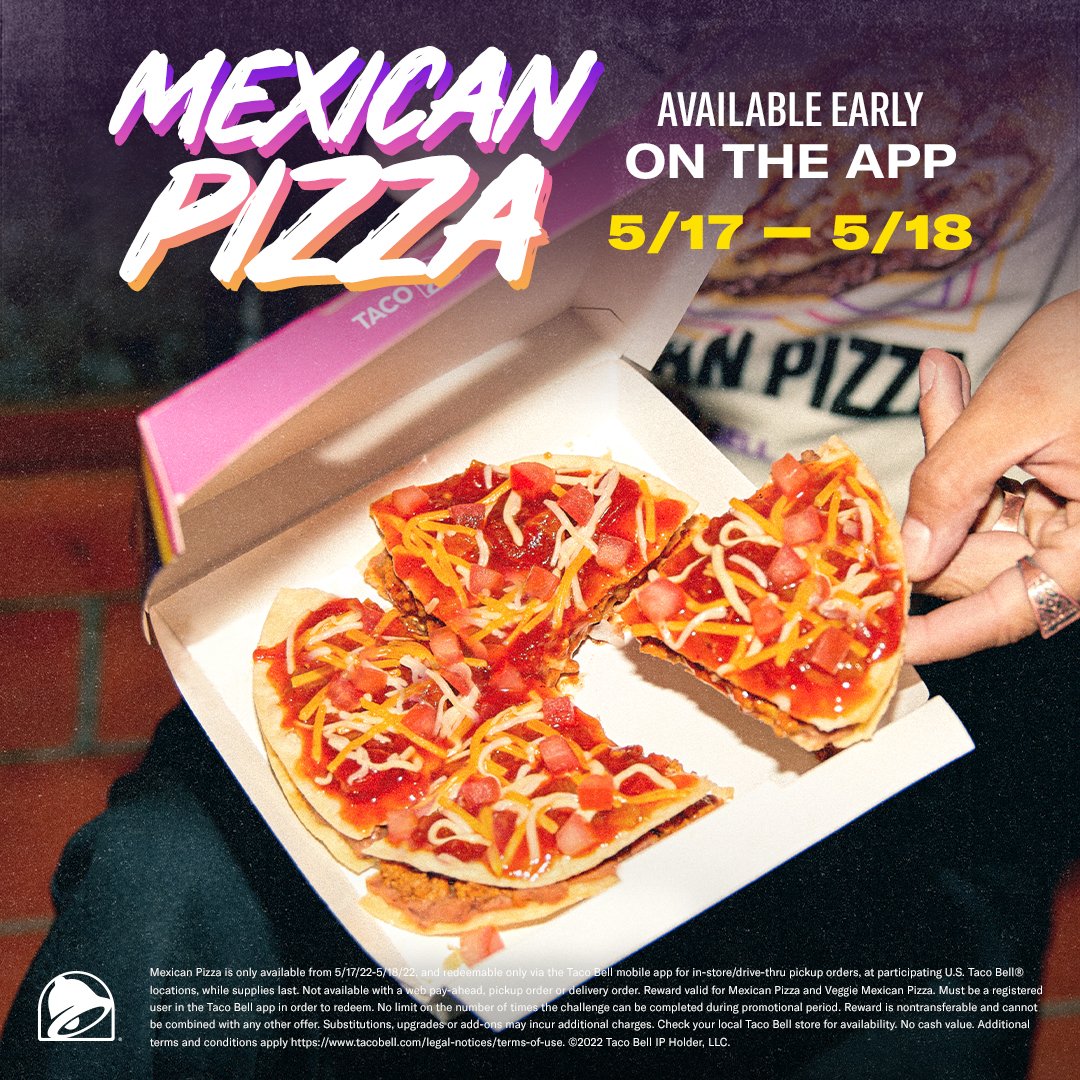 MEXICAN
PIZZA
AVAILABLE EARLY
ON THE APP
5/17 — 5/18
TACO
AN PIZZA
ELL
Mexican Pizza is only available from 5/17/22-5/18/22, and redeemable only via the Taco Bell mobile app for in-store/drive-thru pickup orders, at participating U.S. Taco Bell®
locations, while supplies last. Not available with a web pay-ahead, pickup order or delivery order. Reward valid for Mexican Pizza and Veggie Mexican Pizza. Must be a registered
user in the Taco Bell app in order to redeem. No limit on the number of times the challenge can be completed during promotional period. Reward is nontransferable and cannot
be combined with any other offer. Substitutions, upgrades or add-ons may incur additional charges. Check your local Taco Bell store for availability. No cash value. Additional
terms and conditions apply https://www.tacobell.com/legal-notices/terms-of-use. ©2022 Taco Bell IP Holder, LLC.